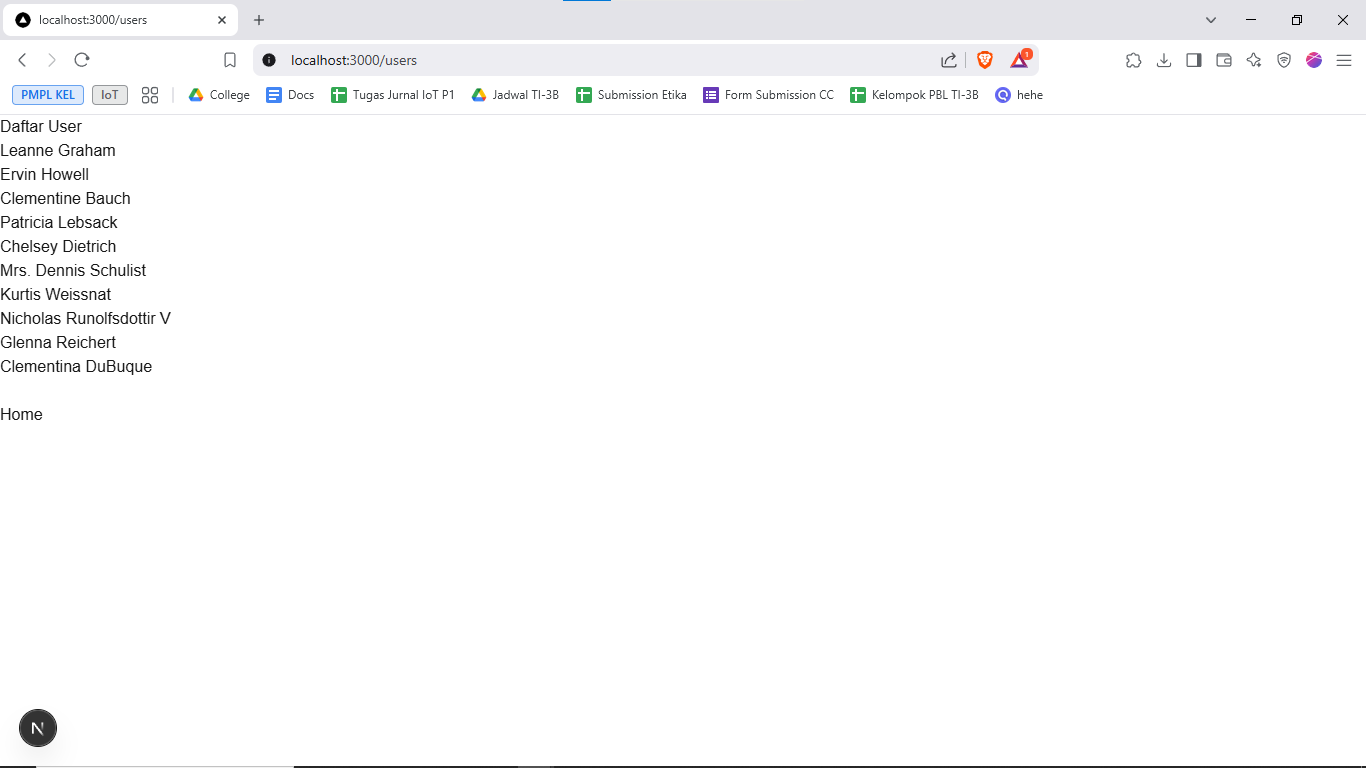 localhost:3000/users
localhost:3000/users
1
PMPL KEL IoT College Docs Tugas Jurnal IoT P1 Jadwal TI-3B Submission Etika Form Submission CC Kelompok PBL TI-3B hehe
Daftar User
Leanne Graham
Ervin Howell
Clementine Bauch
Patricia Lebsack
Chelsey Dietrich
Mrs. Dennis Schulist
Kurtis Weissnat
Nicholas Runolfsdottir V
Glenna Reichert
Clementina DuBuque
Home
N